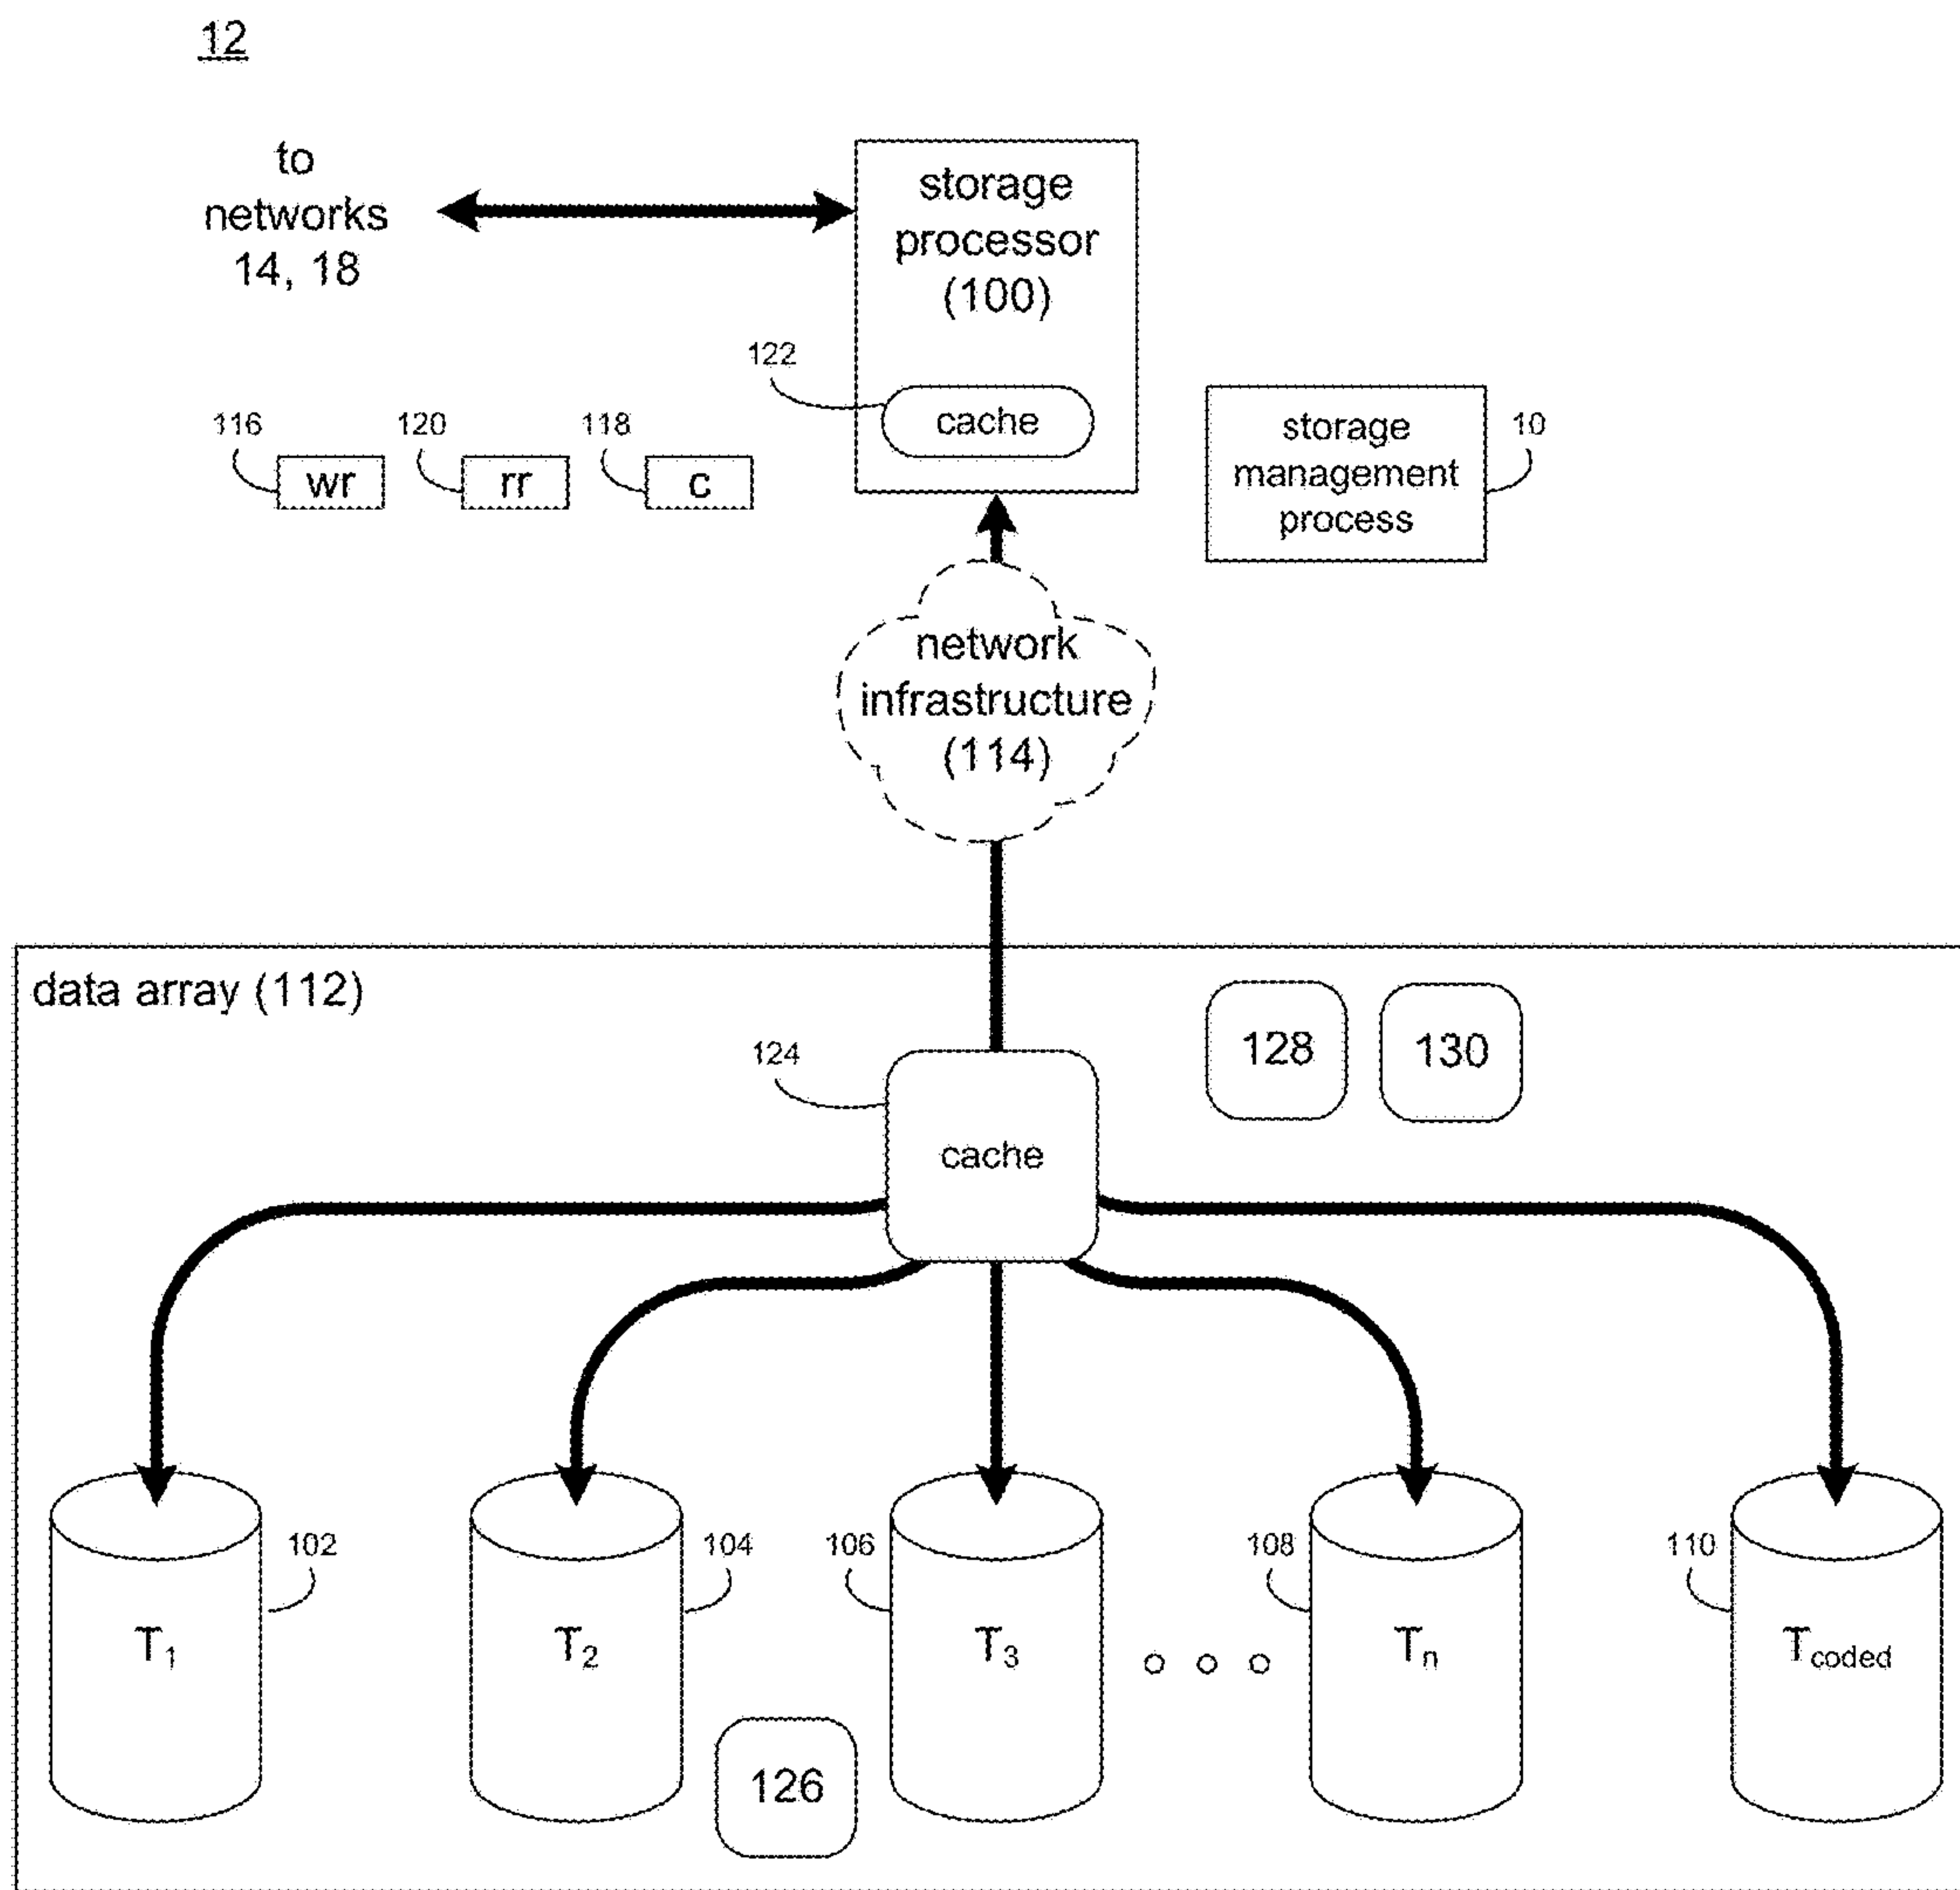 12
to
networks
14, 18
storage
processor
(100)
122
cache
116
120
118
wr
rr
c
storage
management
process
10
network
infrastructure
(114)
data array (112)
128
130
124
cache
102
104
106
108
110
T1
T2
T3
Tn
Tcoded
126